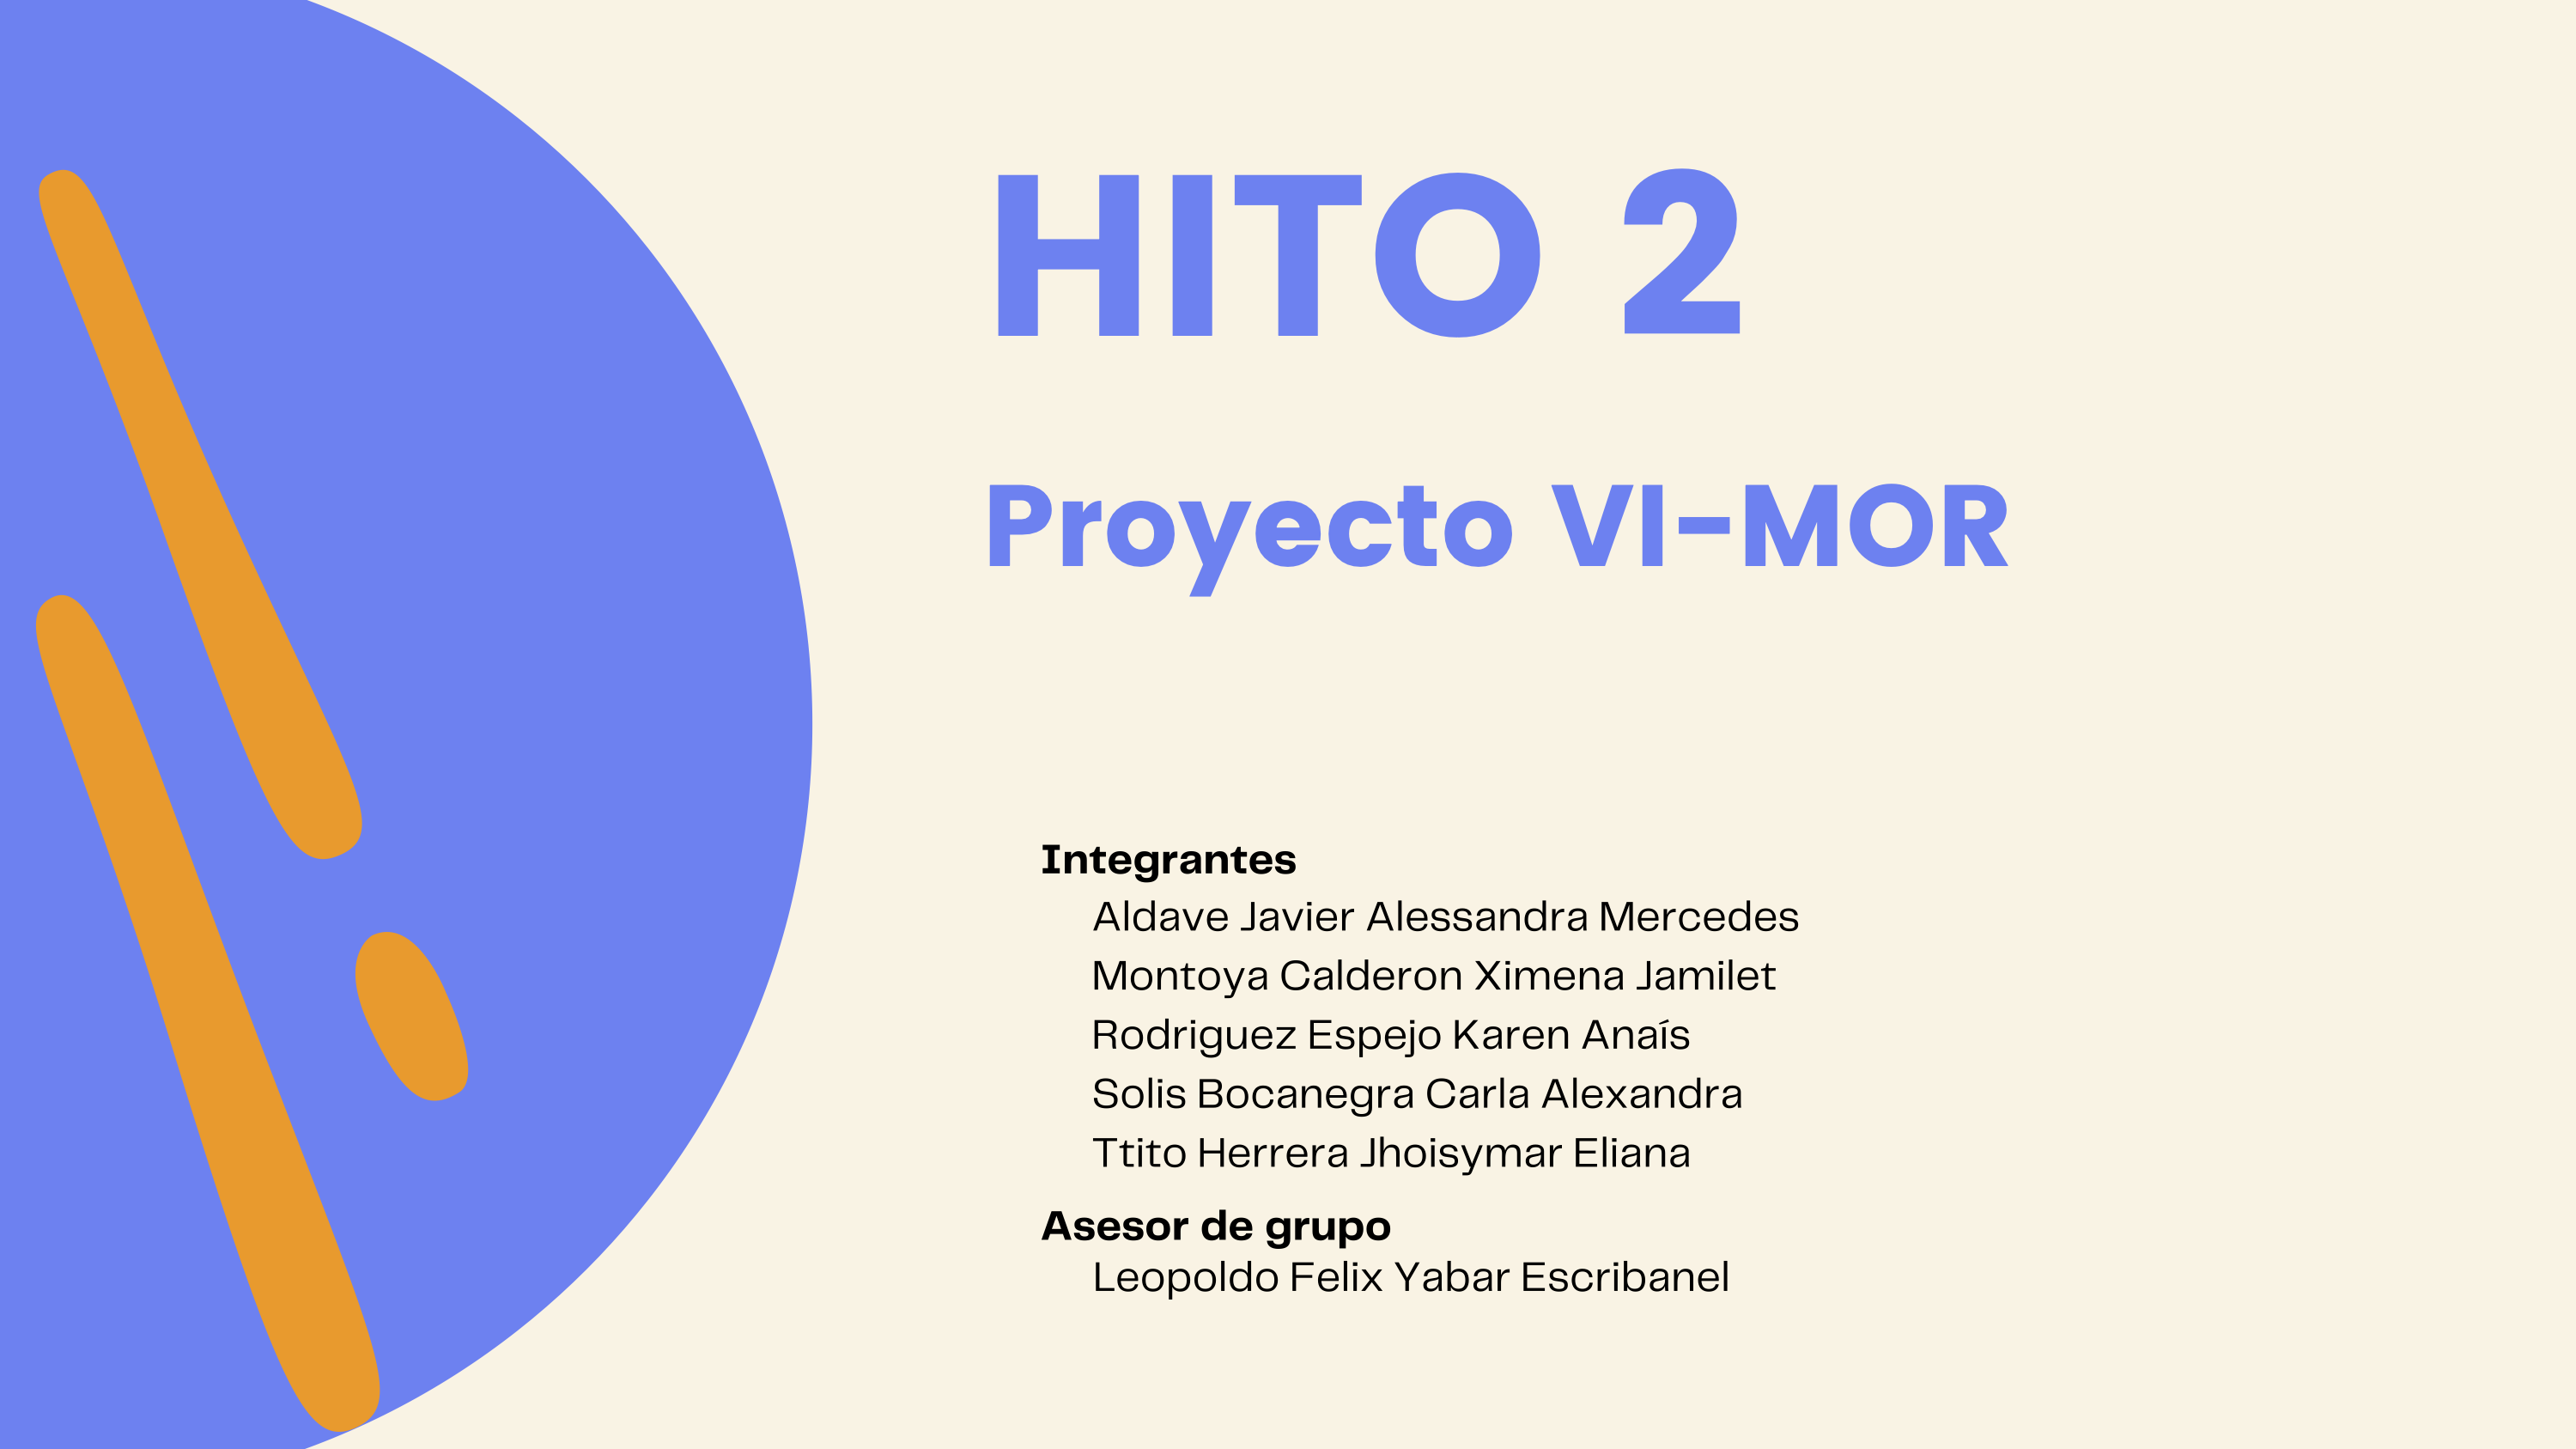 HITO 2
Proyecto VI-MOR
Integrantes
Aldave Javier Alessandra Mercedes
Montoya Calderon Ximena Jamilet
Rodriguez Espejo Karen Anaís
Solis Bocanegra Carla Alexandra
Ttito Herrera Jhoisymar Eliana
Asesor de grupo
Leopoldo Felix Yabar Escribanel